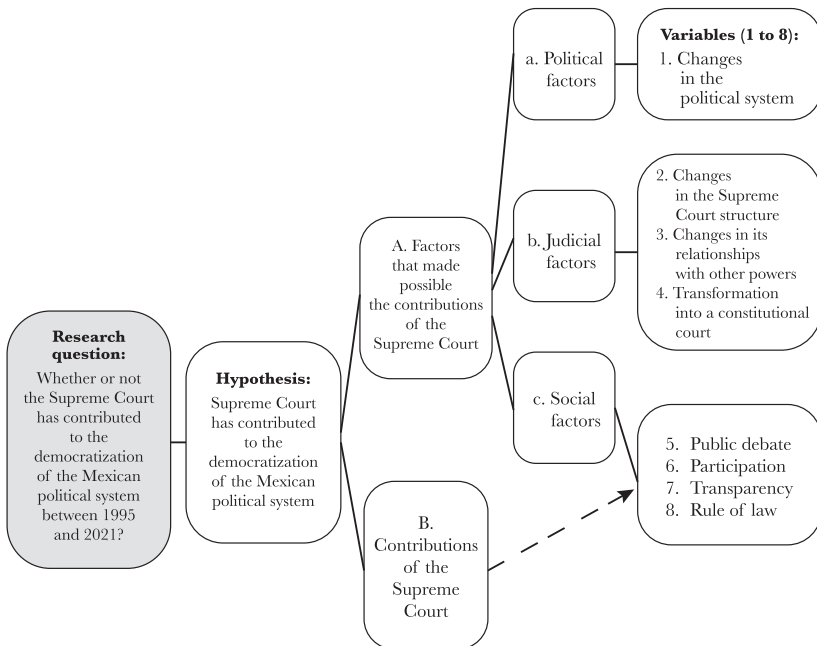 Research
question:
Whether or not
the Supreme Court
has contributed
to the
democratization
of the Mexican
political system
between 1995
and 2021?
Hypothesis:
Supreme Court
has contributed
to the
democratization
of the Mexican
political system
A. Factors
that made
possible
the contributions
of the
Supreme Court
B.
Contributions
of the
Supreme
Court
a. Political
factors
b. Judicial
factors
c. Social
factors
Variables (1 to 8):
1. Changes
in the
political system
2. Changes
in the Supreme
Court structure
3. Changes in its
relationships
with other powers
4. Transformation
into a constitutional
court
5. Public debate
6. Participation
7. Transparency
8. Rule of law